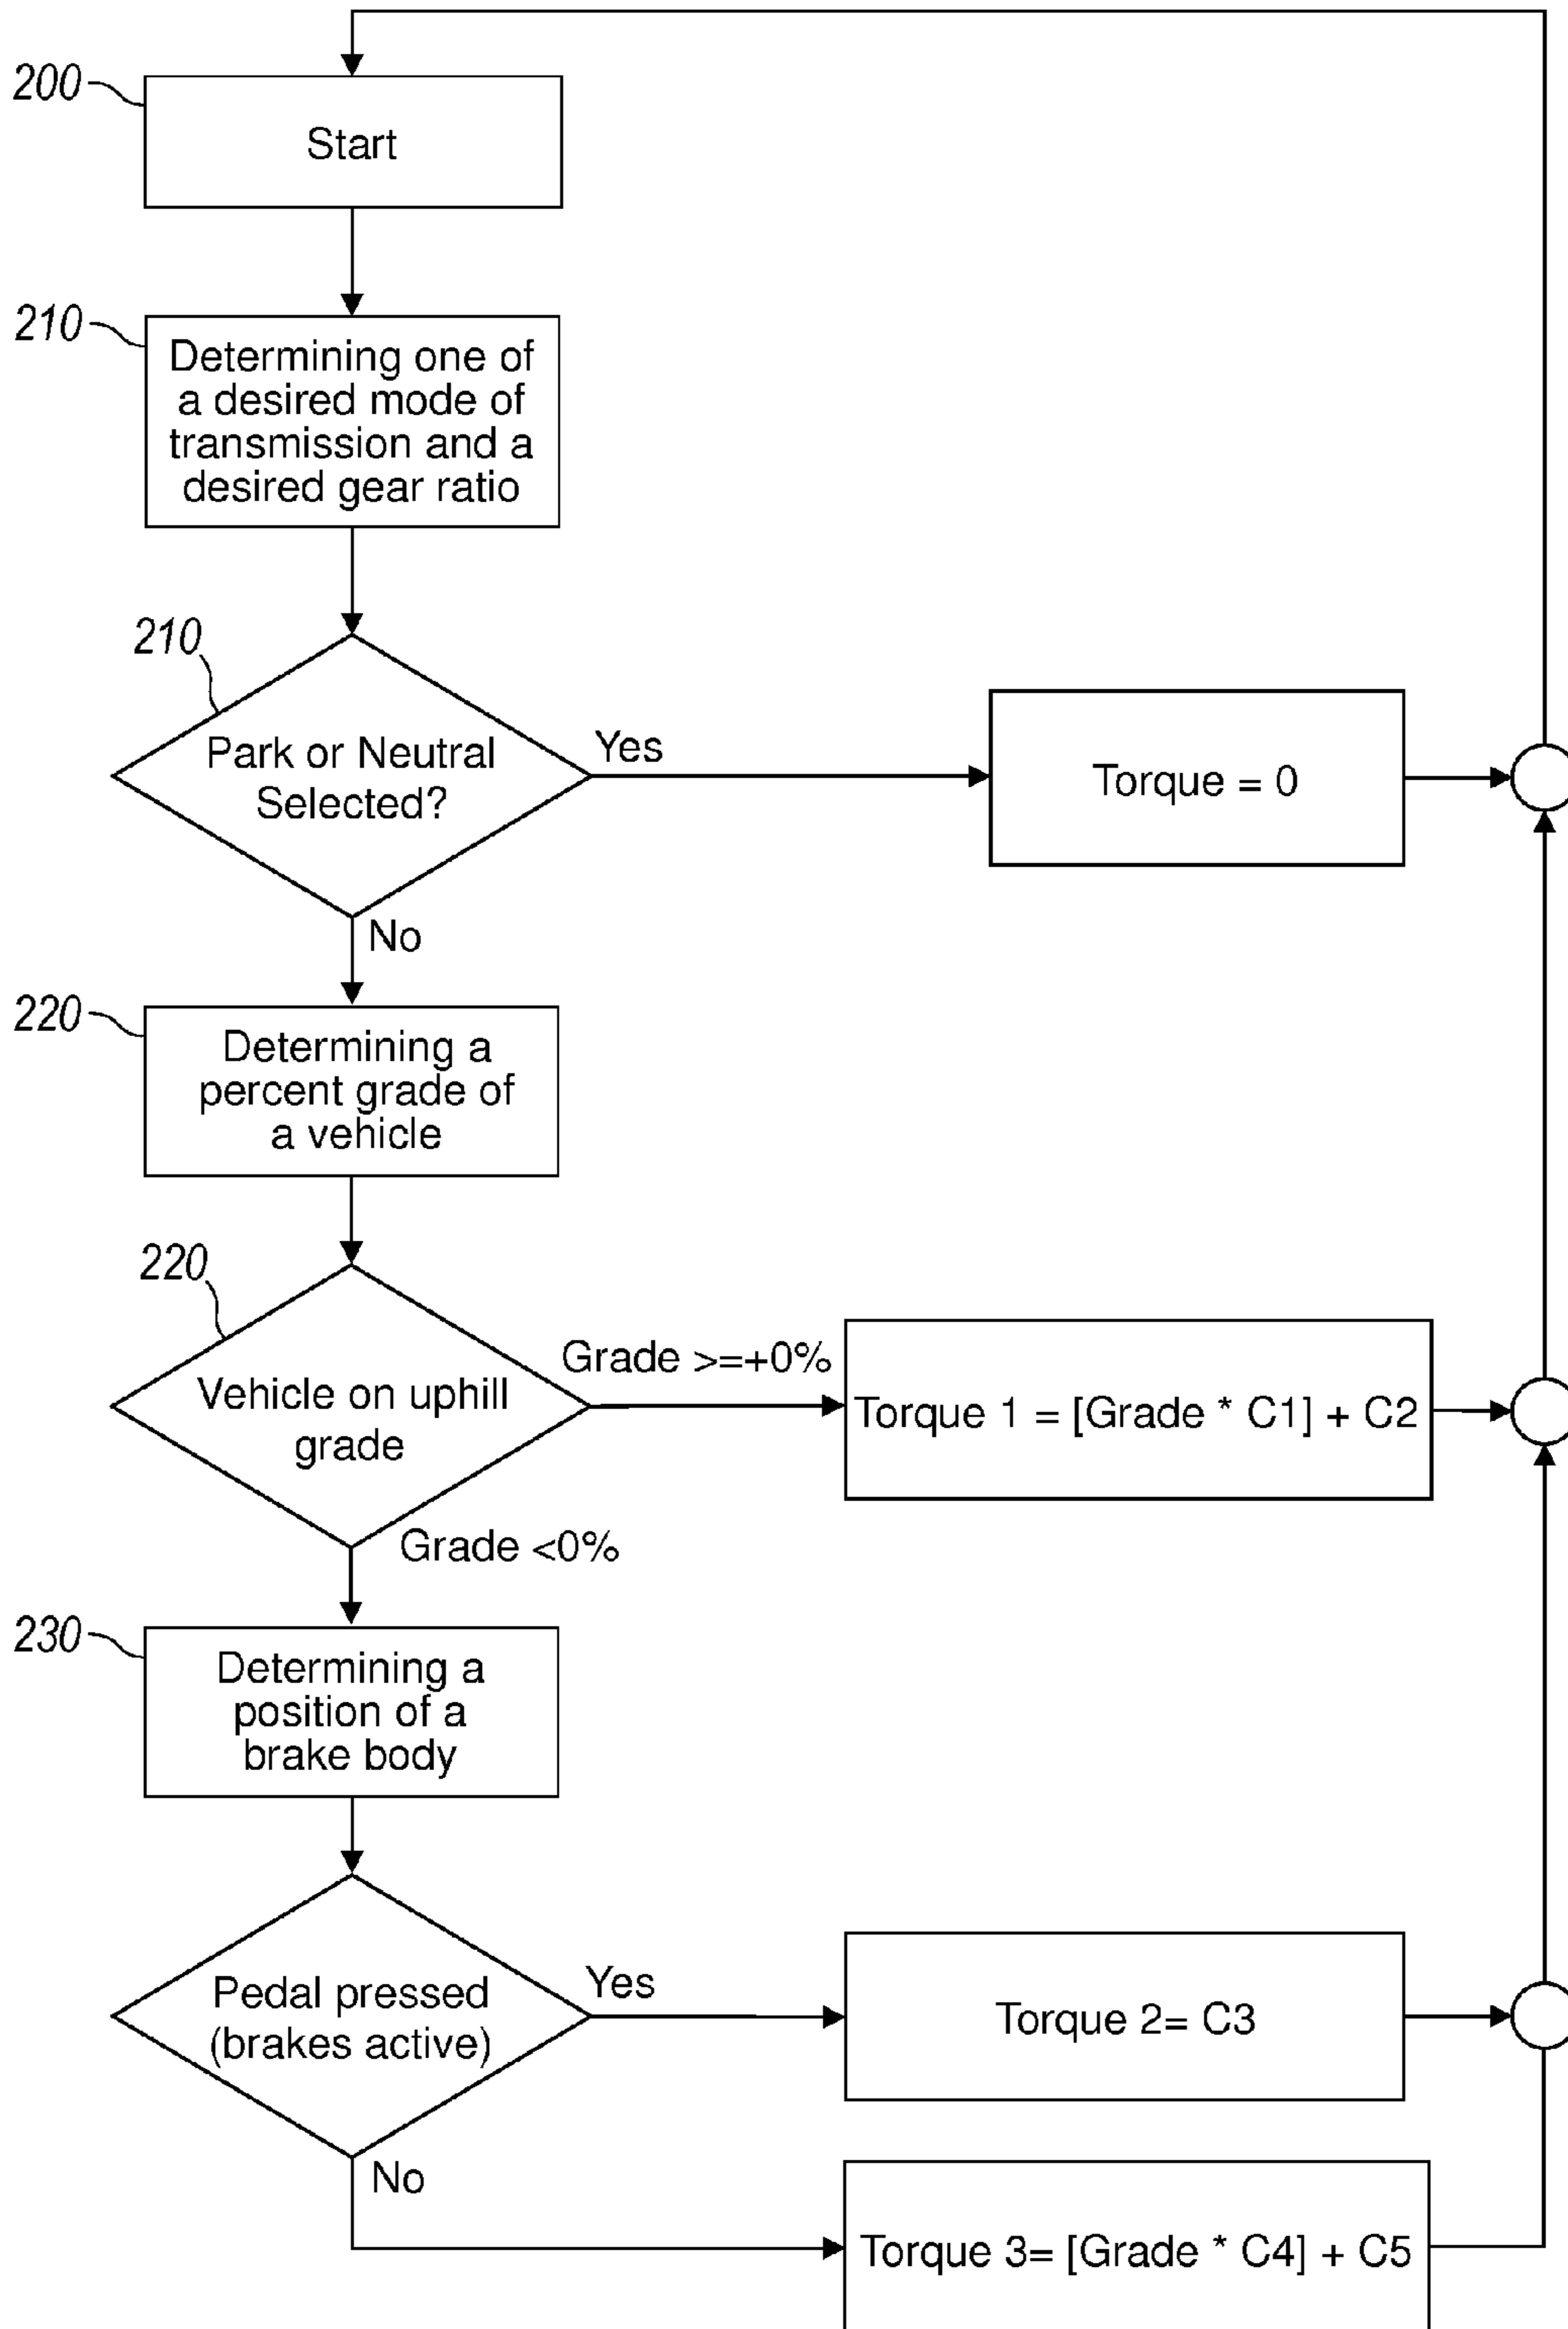 200
Start
210
Determining one of
a desired mode of
transmission and a
desired gear ratio
210
Park or Neutral
Selected?
Yes
Torque = 0
No
220
Determining a
percent grade of
a vehicle
220
Vehicle on uphill
grade
Grade >=+0%
Torque 1 = [Grade * C1] + C2
Grade <0%
230
Determining a
position of a
brake body
Pedal pressed
(brakes active)
Yes
Torque 2= C3
No
Torque 3= [Grade * C4] + C5